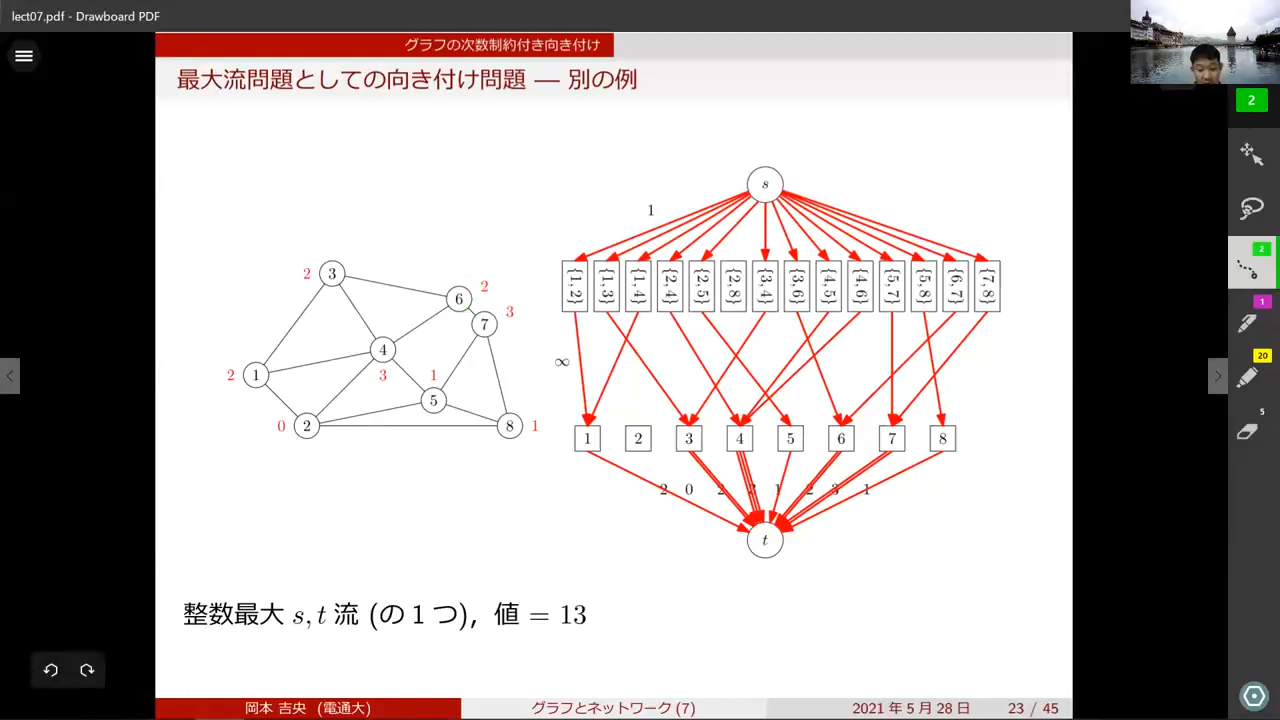 lect07.pdf - Drawboard PDF
グラフの次数制約付き向き付け
最大流問題としての向き付け問題 — 別の例
2
s
1
{1,2}
{1,3}
{1,4}
{2,4}
{2,5}
{2,8}
{3,4}
{3,6}
{4,5}
{4,6}
{5,7}
{5,8}
{6,7}
{7,8}
2 3
6 2
7 3
4
3
2 1
1
5
0 2
8 1
∞
1 2 3 4 5 6 7 8
2 0 2 3 1 2 3 1
t
整数最大 s, t 流 (の 1 つ), 値 = 13
岡本 吉央 (電通大)
グラフとネットワーク (7)
2021 年 5 月 28 日
23 / 45
2
1
20
5